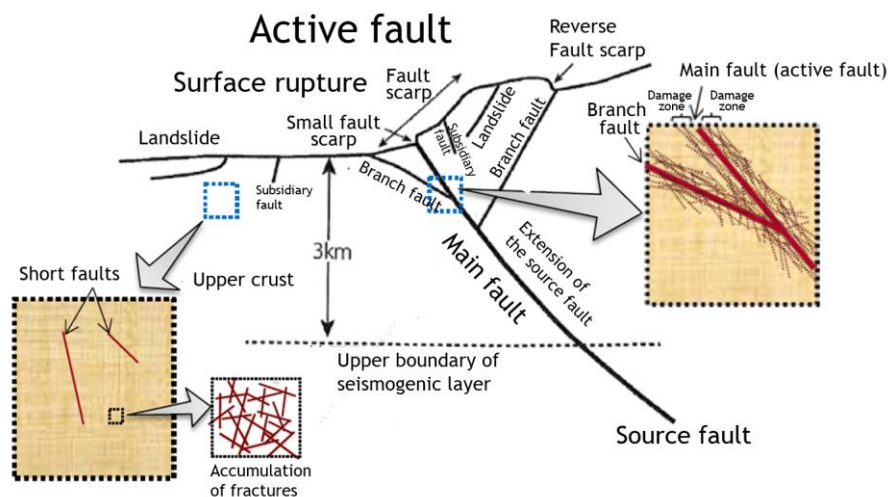 Active fault
Surface rupture
Fault
scarp
Reverse
Fault scarp
Main fault (active fault)
Damage
zone
Damage
zone
Branch
fault
Landslide
Small fault
scarp
Subsidiary
fault
Landslide
Branch fault
Subsidiary
fault
Branch fault
3km
Upper crust
Short faults
Main fault
Extension of
the source fault
Upper boundary of
seismogenic layer
Source fault
Accumulation
of fractures